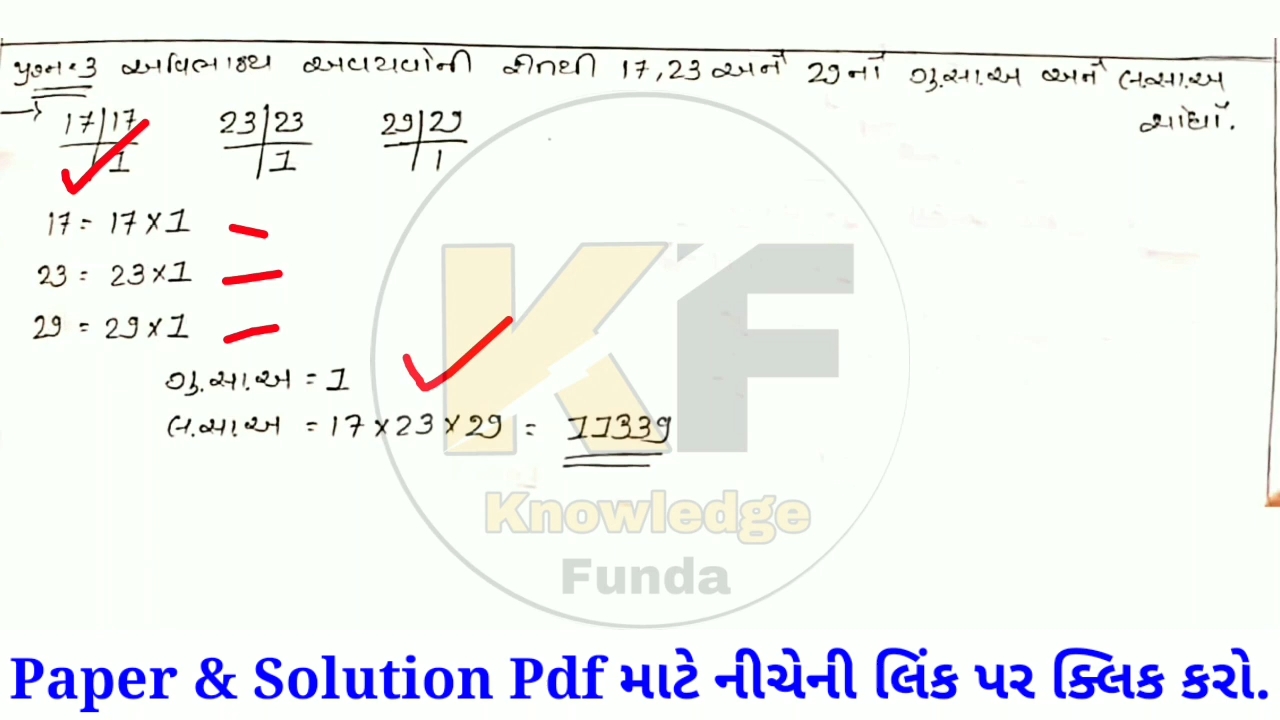 પ્રશ્ન:3 અવિભાજ્ય અવયવોની રીતથી 17,23 અને 29નો ગુ.સા.અ અને લ.સા.અ
શોધો.
→ 17|17 23|23 29|29
1 1 1
17 = 17×1
23 = 23×1
29 = 29×1
ગુ.સા.અ = 1
લ.સા.અ = 17×23×29 = 11339
KF
Knowledge
Funda
Paper & Solution Pdf માટે નીચેની લિંક પર ક્લિક કરો.